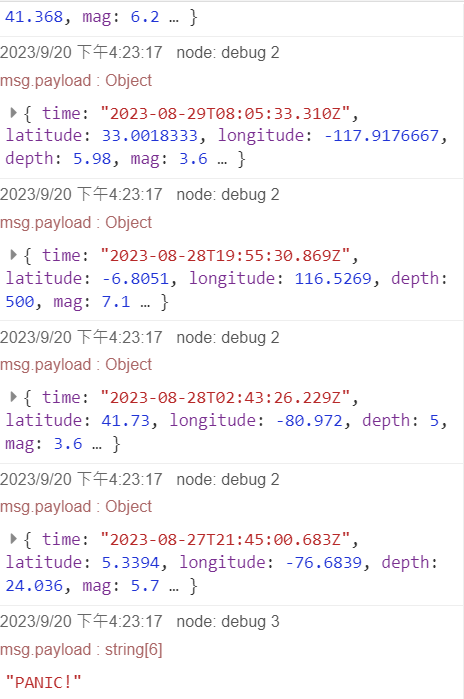 41.368, mag: 6.2 … }
2023/9/20 下午4:23:17 node: debug 2
msg.payload : Object
{ time: "2023-08-29T08:05:33.310Z",
latitude: 33.0018333, longitude: -117.9176667,
depth: 5.98, mag: 3.6 … }
2023/9/20 下午4:23:17 node: debug 2
msg.payload : Object
{ time: "2023-08-28T19:55:30.869Z",
latitude: -6.8051, longitude: 116.5269, depth:
500, mag: 7.1 … }
2023/9/20 下午4:23:17 node: debug 2
msg.payload : Object
{ time: "2023-08-28T02:43:26.229Z",
latitude: 41.73, longitude: -80.972, depth: 5,
mag: 3.6 … }
2023/9/20 下午4:23:17 node: debug 2
msg.payload : Object
{ time: "2023-08-27T21:45:00.683Z",
latitude: 5.3394, longitude: -76.6839, depth:
24.036, mag: 5.7 … }
2023/9/20 下午4:23:17 node: debug 3
msg.payload : string[6]
"PANIC!"